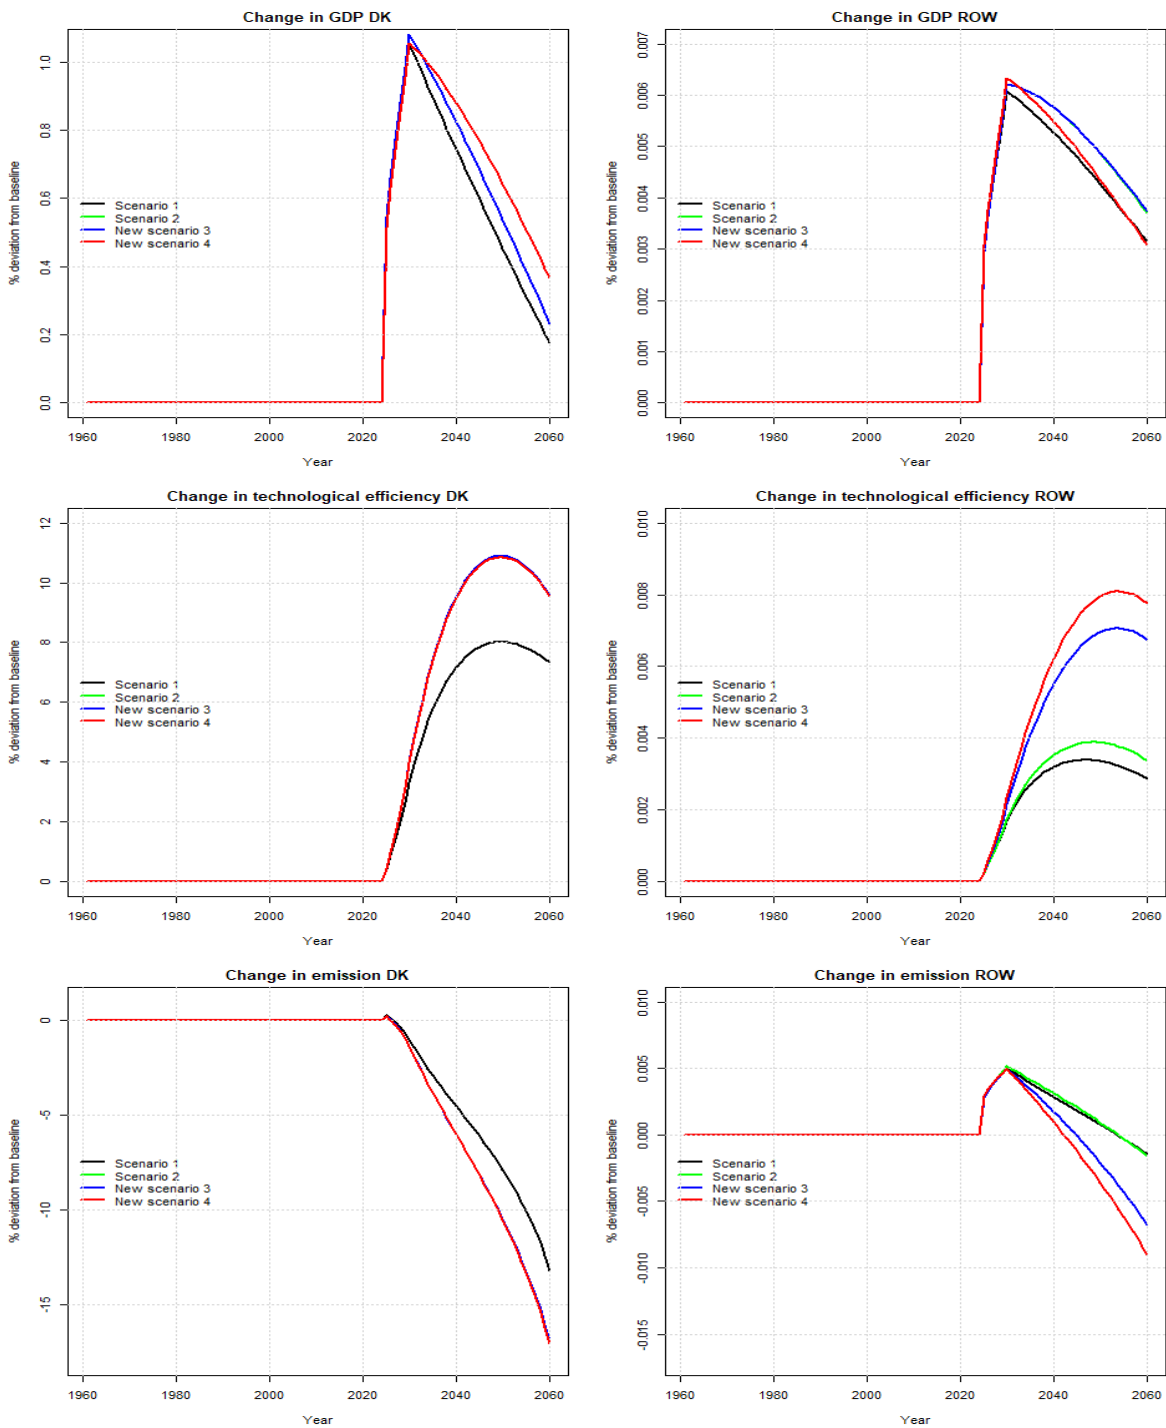 Change in GDP DK
% deviation from baseline
1.0
0.8
0.6
0.4
0.2
0.0
Scenario 1
Scenario 2
New scenario 3
New scenario 4
1960 1980 2000 2020 2040 2060
Year
Change in GDP ROW
% deviation from baseline
0.007
0.006
0.005
0.004
0.003
0.002
0.001
0.000
Scenario 1
Scenario 2
New scenario 3
New scenario 4
1960 1980 2000 2020 2040 2060
Year
Change in technological efficiency DK
% deviation from baseline
12
10
8
6
4
2
0
Scenario 1
Scenario 2
New scenario 3
New scenario 4
1960 1980 2000 2020 2040 2060
Year
Change in technological efficiency ROW
% deviation from baseline
0.010
0.008
0.006
0.004
0.002
0.000
Scenario 1
Scenario 2
New scenario 3
New scenario 4
1960 1980 2000 2020 2040 2060
Year
Change in emission DK
% deviation from baseline
0
-5
-10
-15
Scenario 1
Scenario 2
New scenario 3
New scenario 4
1960 1980 2000 2020 2040 2060
Year
Change in emission ROW
% deviation from baseline
0.010
0.005
0.000
-0.005
-0.010
-0.015
Scenario 1
Scenario 2
New scenario 3
New scenario 4
1960 1980 2000 2020 2040 2060
Year